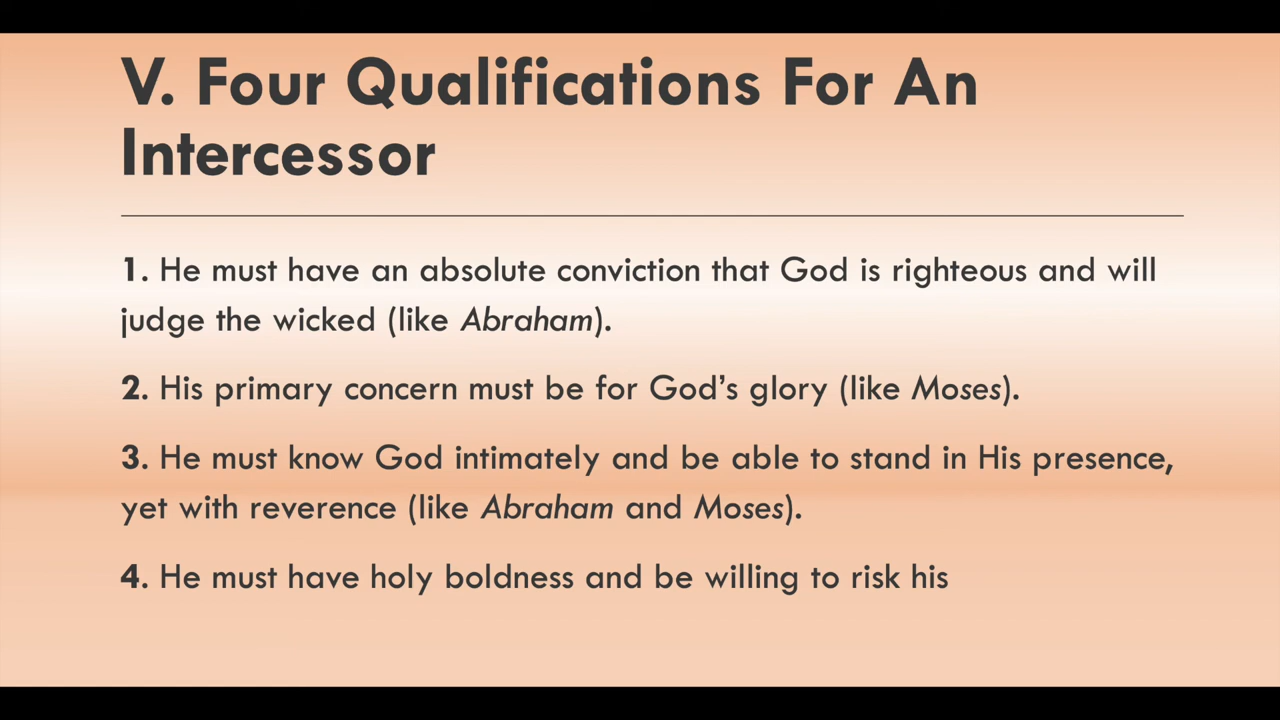 V. Four Qualifications For An
Intercessor
1. He must have an absolute conviction that God is righteous and will
judge the wicked (like Abraham).
2. His primary concern must be for God’s glory (like Moses).
3. He must know God intimately and be able to stand in His presence,
yet with reverence (like Abraham and Moses).
4. He must have holy boldness and be willing to risk his